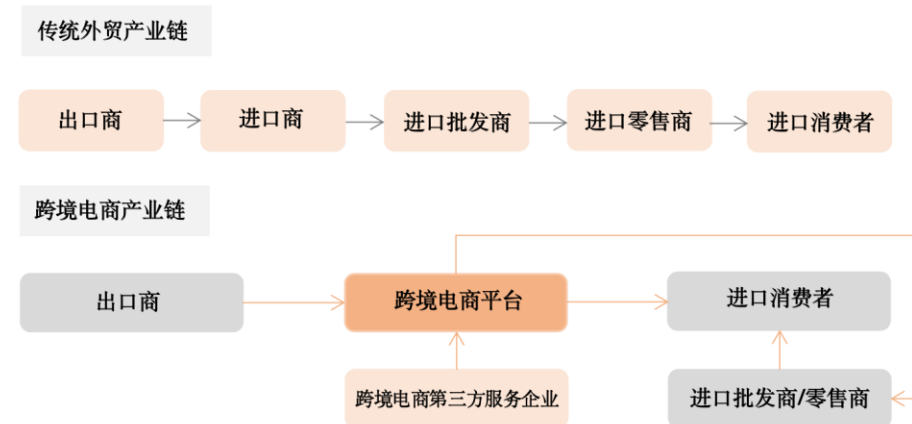 传统外贸产业链
出口商
进口商
进口批发商
进口零售商
进口消费者
跨境电商产业链
出口商
跨境电商平台
进口消费者
跨境电商第三方服务企业
进口批发商/零售商